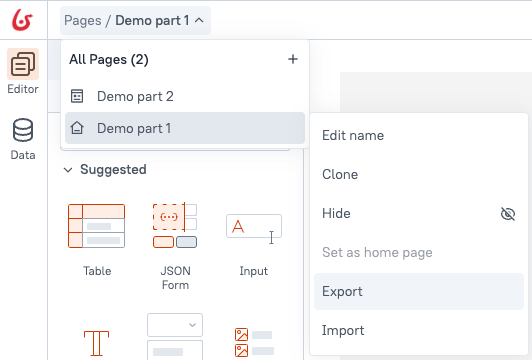 Pages / Demo part 1
All Pages (2)
Demo part 2
Demo part 1
Editor
Data
Edit name
Clone
Hide
Set as home page
Export
Import
Suggested
Table
JSON
Form
Input